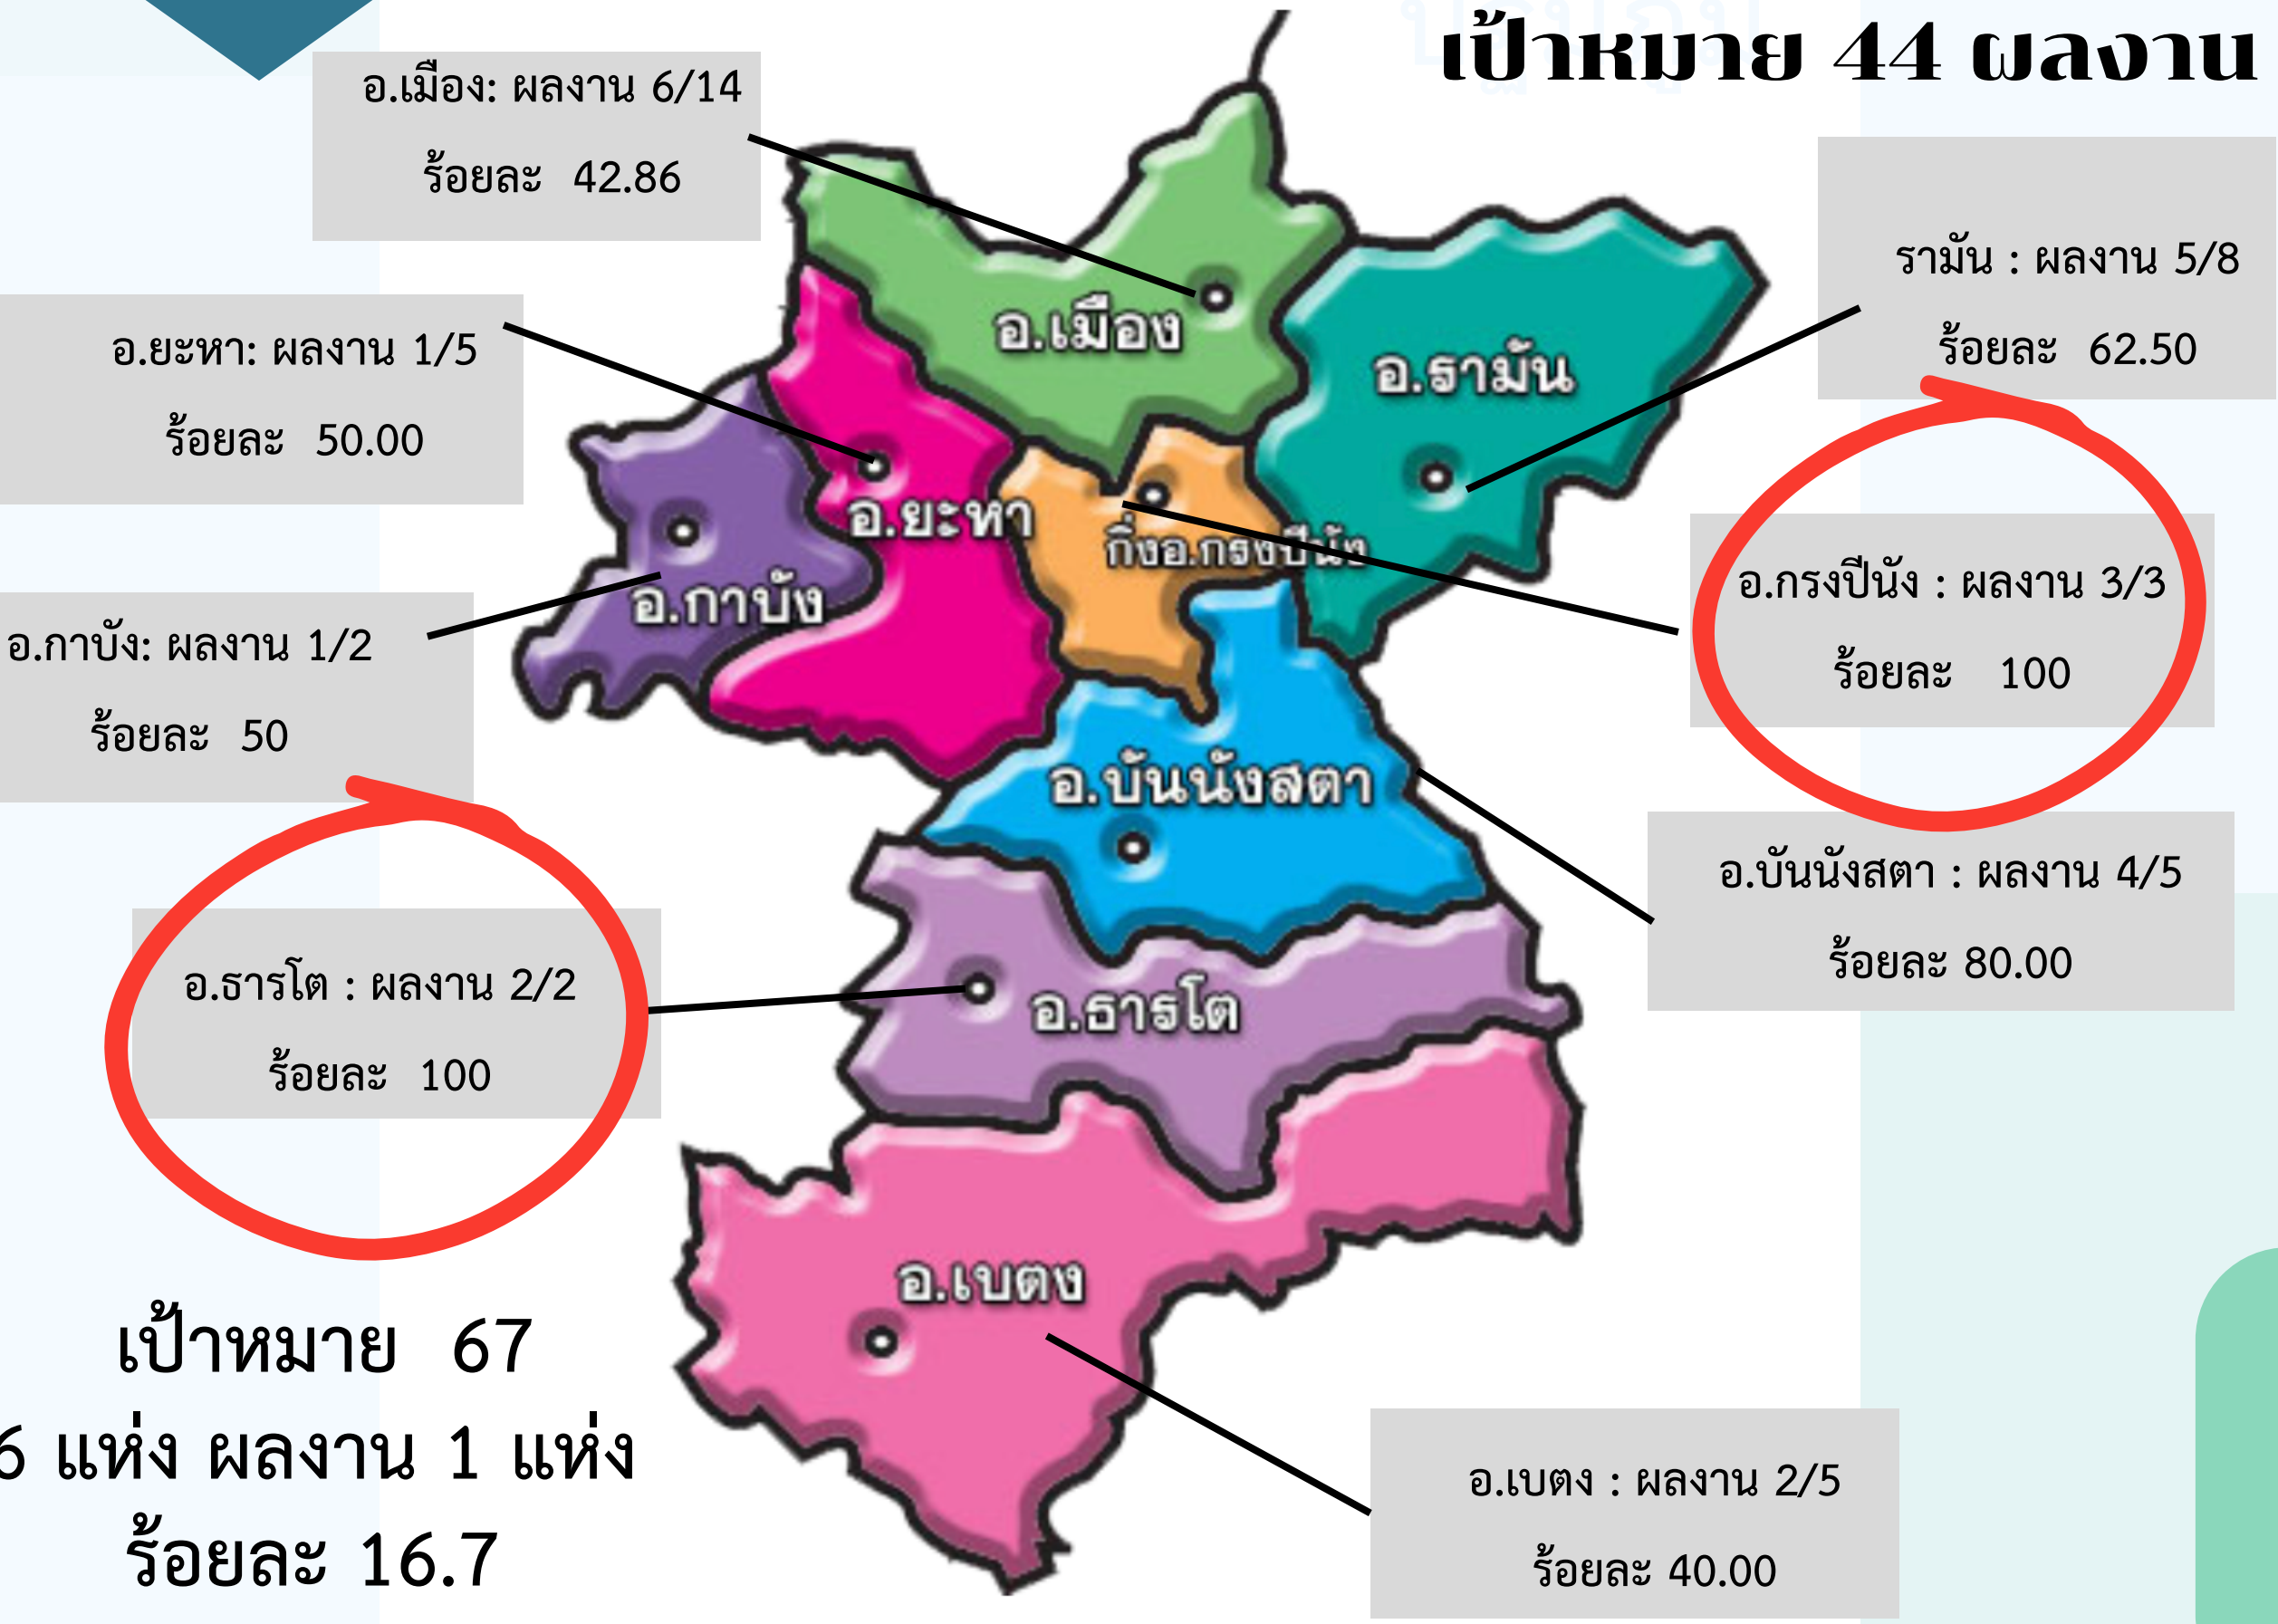 เป้าหมาย 44 ผลงาน
อ.เมือง: ผลงาน 6/14
ร้อยละ 42.86
รามัน : ผลงาน 5/8
ร้อยละ 62.50
อ.ยะหา: ผลงาน 1/5
ร้อยละ 50.00
อ.กรงปีนัง : ผลงาน 3/3
ร้อยละ 100
อ.กาบัง: ผลงาน 1/2
ร้อยละ 50
อ.บันนังสตา : ผลงาน 4/5
ร้อยละ 80.00
อ.ธารโต : ผลงาน 2/2
ร้อยละ 100
อ.เบตง : ผลงาน 2/5
ร้อยละ 40.00
อ.เมือง
อ.รามัน
อ.ยะหา
กิ่งอ.กรงปีนัง
อ.กาบัง
อ.บันนังสตา
อ.ธารโต
อ.เบตง
เป้าหมาย 67
6 แห่ง ผลงาน 1 แห่ง
ร้อยละ 16.7